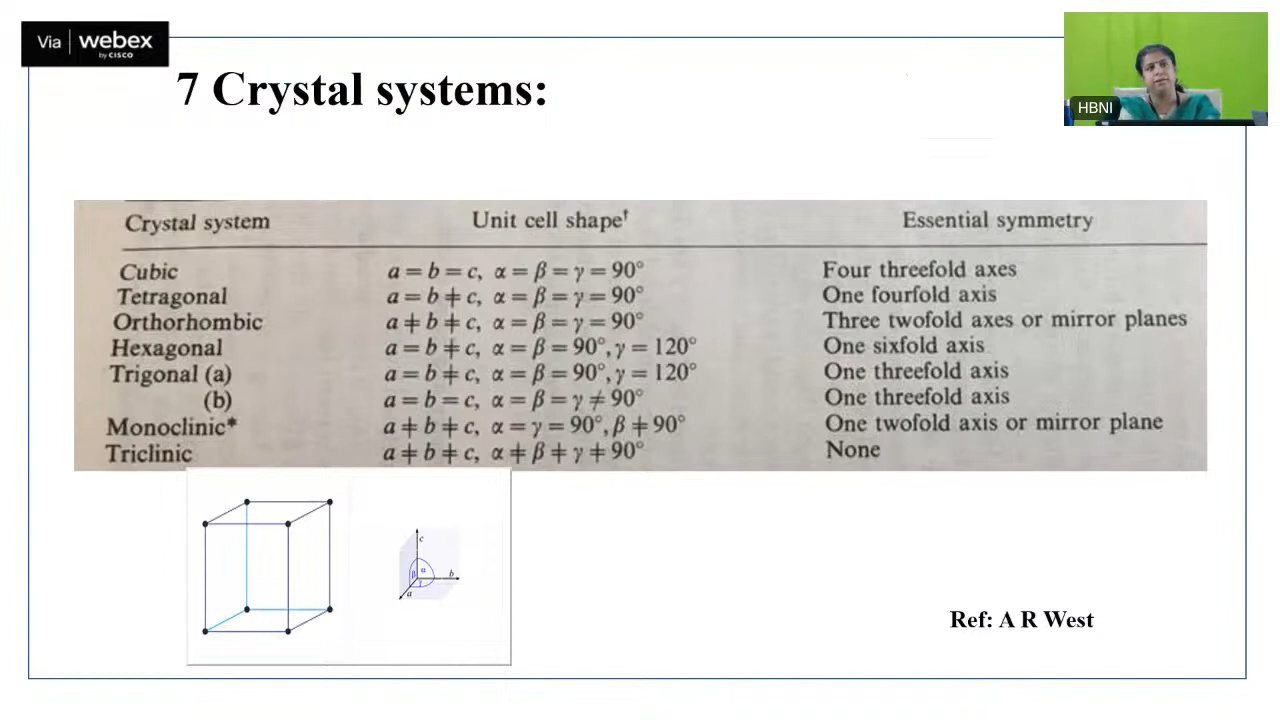 Via | webex
by CISCO
7 Crystal systems:
HBNI
Crystal system Unit cell shape† Essential symmetry
Cubic a = b = c, α = β = γ = 90° Four threefold axes
Tetragonal a = b ≠ c, α = β = γ = 90° One fourfold axis
Orthorhombic a ≠ b ≠ c, α = β = γ = 90° Three twofold axes or mirror planes
Hexagonal a = b ≠ c, α = β = 90°, γ = 120° One sixfold axis
Trigonal (a) a = b ≠ c, α = β = 90°, γ = 120° One threefold axis
(b) a = b = c, α = β = γ ≠ 90° One threefold axis
Monoclinic* a ≠ b ≠ c, α = γ = 90°, β ≠ 90° One twofold axis or mirror plane
Triclinic a ≠ b ≠ c, α ≠ β ≠ γ ≠ 90° None
c
β α
b
γ
a
Ref: A R West